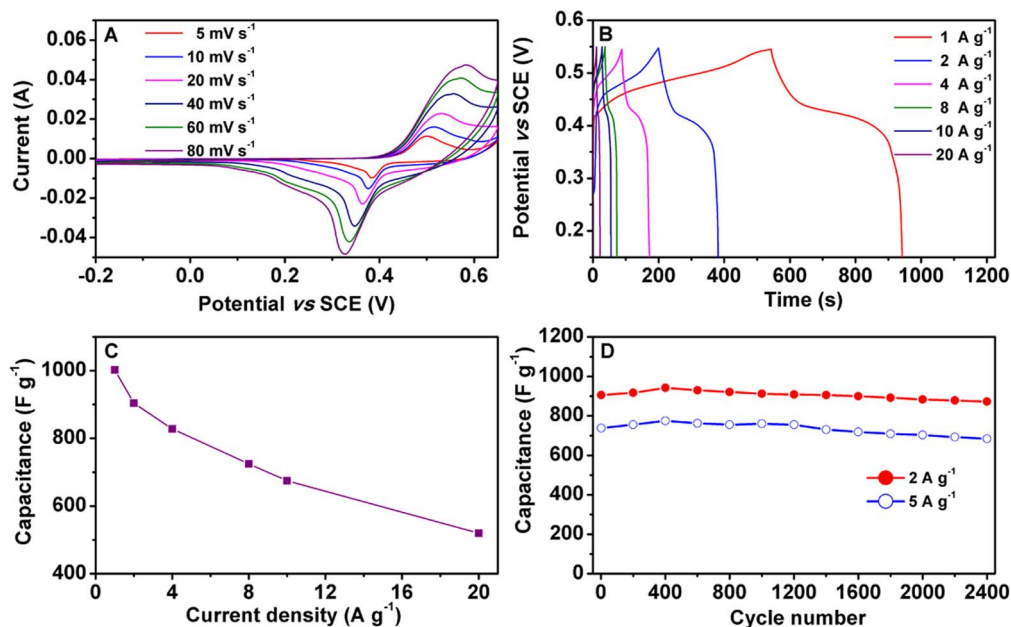 A
5 mV s⁻¹
10 mV s⁻¹
20 mV s⁻¹
40 mV s⁻¹
60 mV s⁻¹
80 mV s⁻¹
0.06
0.04
0.02
0.00
-0.02
-0.04
Current (A)
-0.2 0.0 0.2 0.4 0.6
Potential vs SCE (V)
B
1 A g⁻¹
2 A g⁻¹
4 A g⁻¹
8 A g⁻¹
10 A g⁻¹
20 A g⁻¹
0.6
0.5
0.4
0.3
0.2
Potential vs SCE (V)
0 200 400 600 800 1000 1200
Time (s)
C
1000
800
600
400
Capacitance (F g⁻¹)
0 4 8 12 16 20
Current density (A g⁻¹)
D
1200
1000
800
600
400
200
0
Capacitance (F g⁻¹)
2 A g⁻¹
5 A g⁻¹
0 400 800 1200 1600 2000 2400
Cycle number